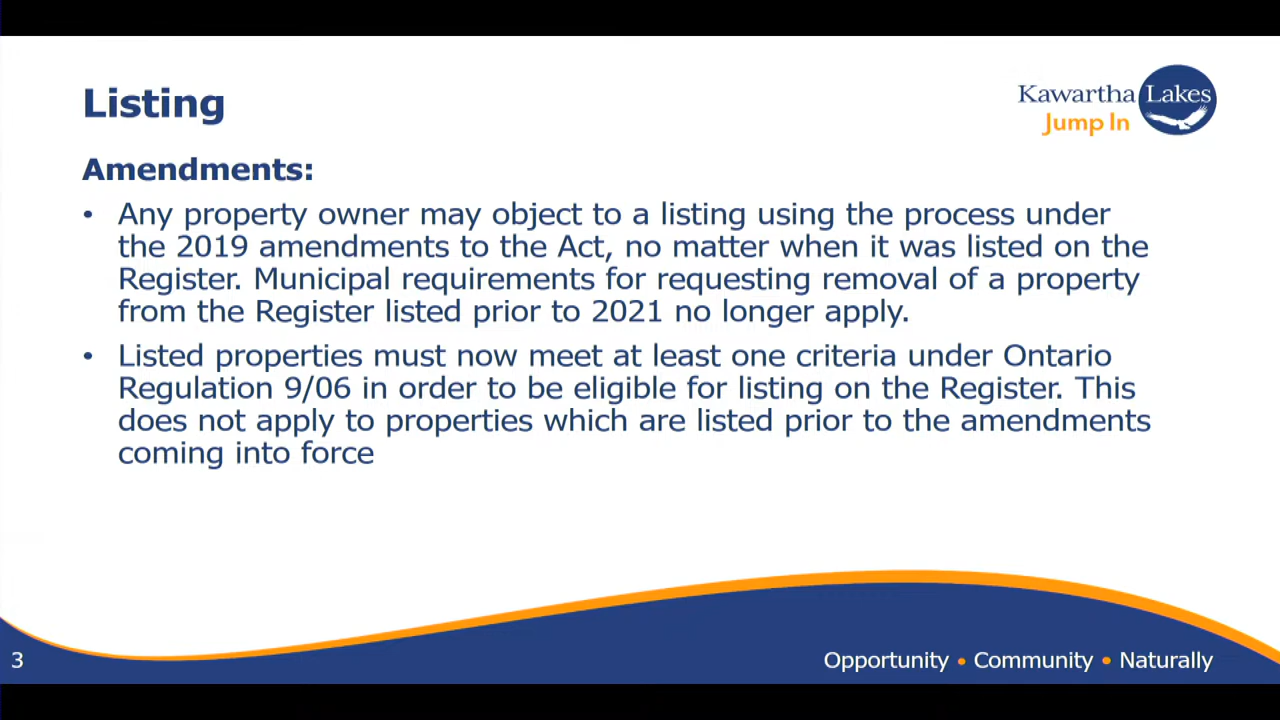 Listing
Kawartha Lakes
Jump In
Amendments:
• Any property owner may object to a listing using the process under
the 2019 amendments to the Act, no matter when it was listed on the
Register. Municipal requirements for requesting removal of a property
from the Register listed prior to 2021 no longer apply.
• Listed properties must now meet at least one criteria under Ontario
Regulation 9/06 in order to be eligible for listing on the Register. This
does not apply to properties which are listed prior to the amendments
coming into force
3
Opportunity • Community • Naturally